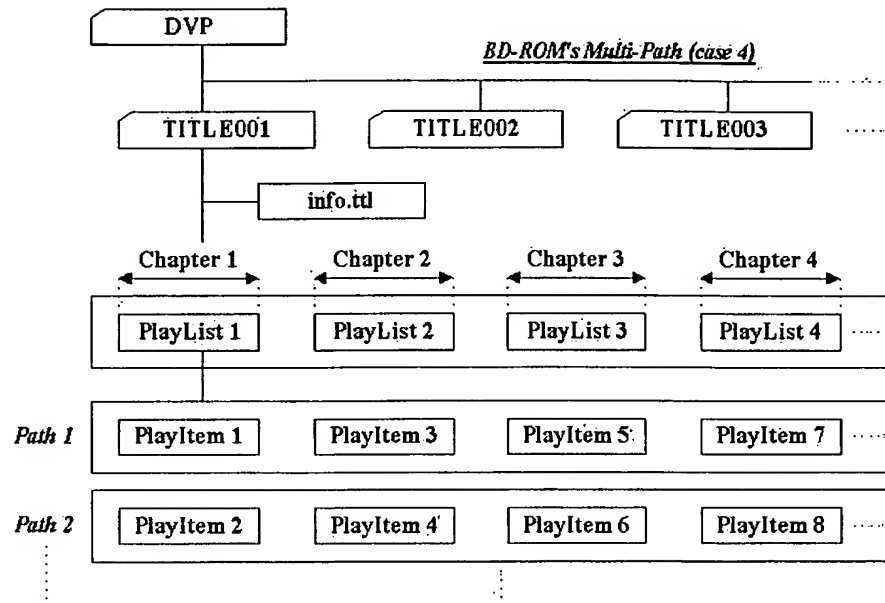 DVP
BD-ROM's Multi-Path (case 4)
TITLE001 TITLE002 TITLE003
info.ttl
Chapter 1 Chapter 2 Chapter 3 Chapter 4
PlayList 1 PlayList 2 PlayList 3 PlayList 4
Path 1 PlayItem 1 PlayItem 3 PlayItem 5 PlayItem 7
Path 2 PlayItem 2 PlayItem 4 PlayItem 6 PlayItem 8